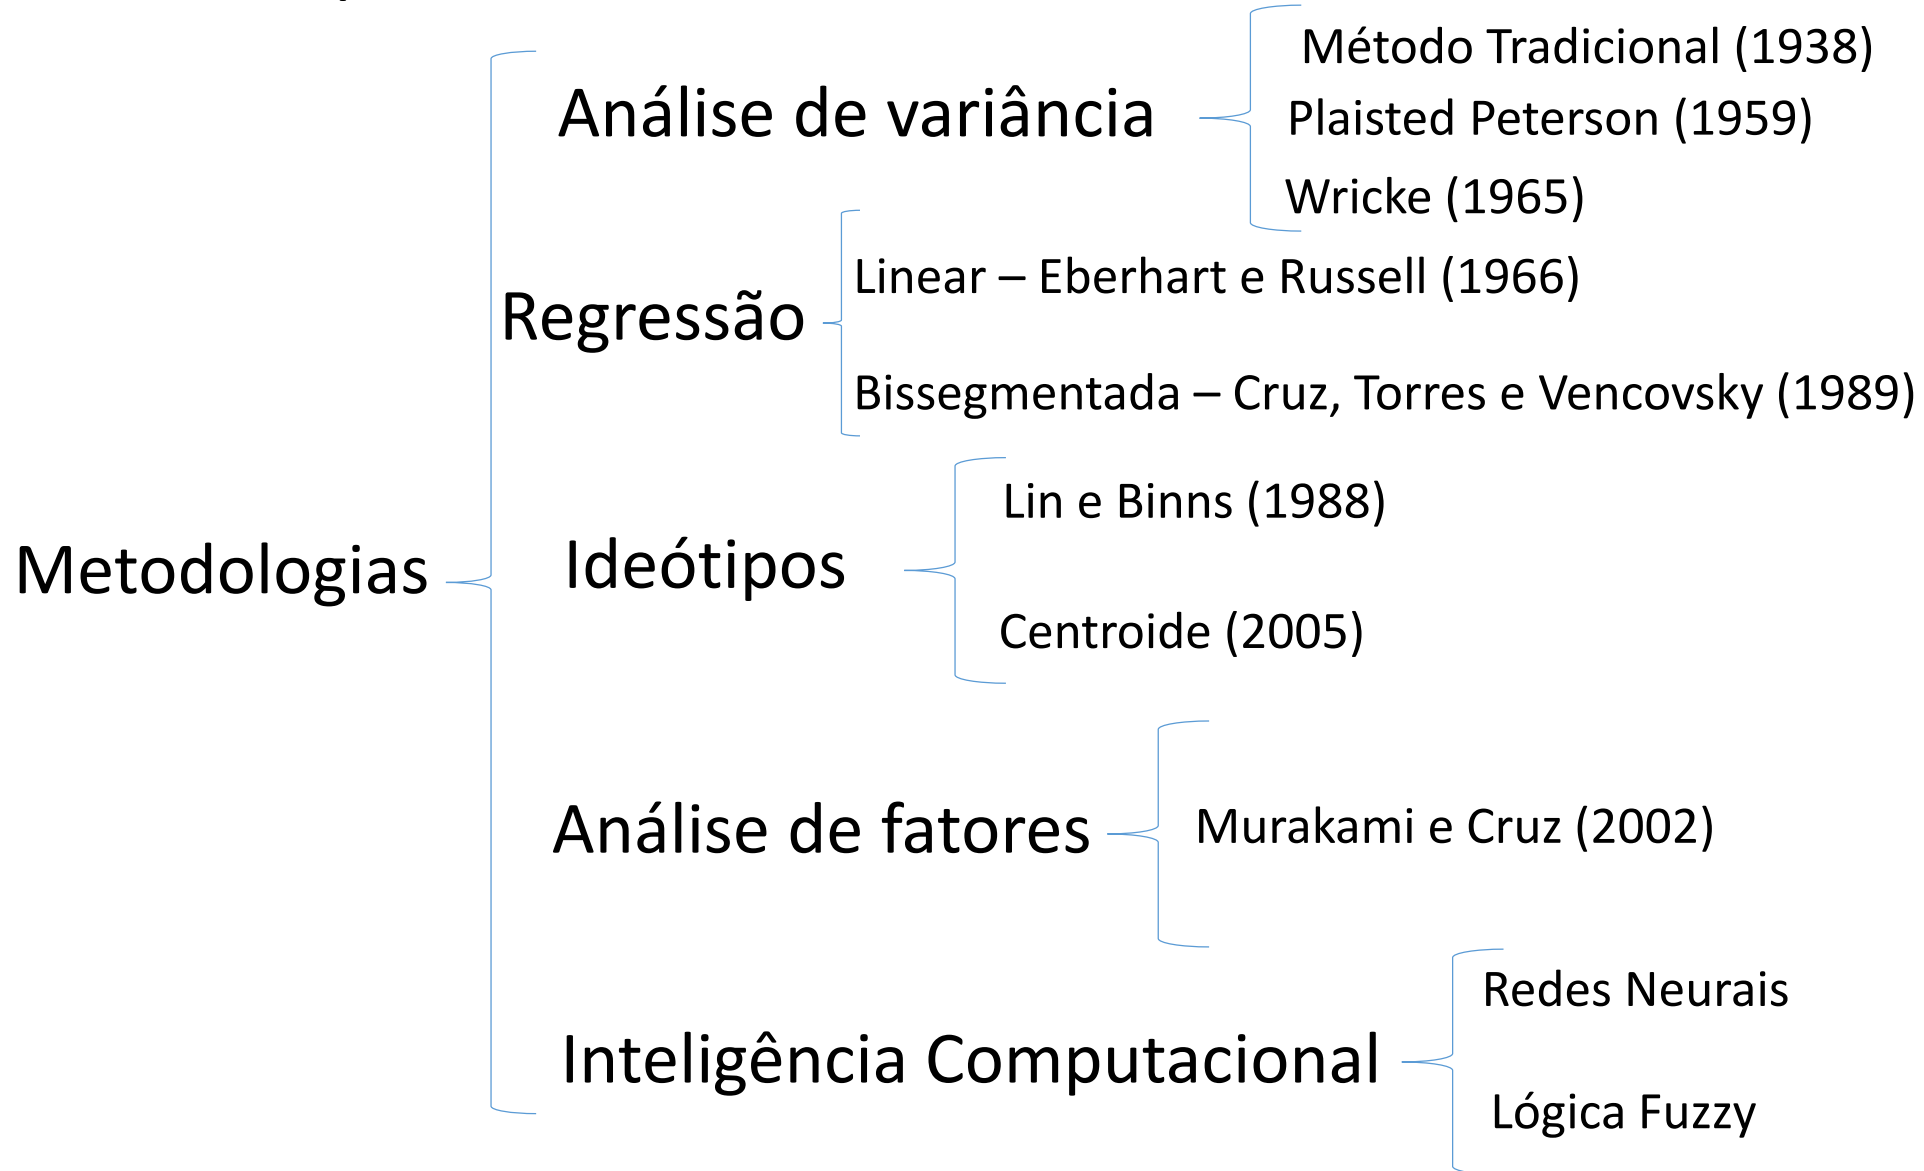 Metodologias
Análise de variância
Método Tradicional (1938)
Plaisted Peterson (1959)
Wricke (1965)
Regressão
Linear – Eberhart e Russell (1966)
Bissegmentada – Cruz, Torres e Vencovsky (1989)
Ideótipos
Lin e Binns (1988)
Centroide (2005)
Análise de fatores
Murakami e Cruz (2002)
Inteligência Computacional
Redes Neurais
Lógica Fuzzy